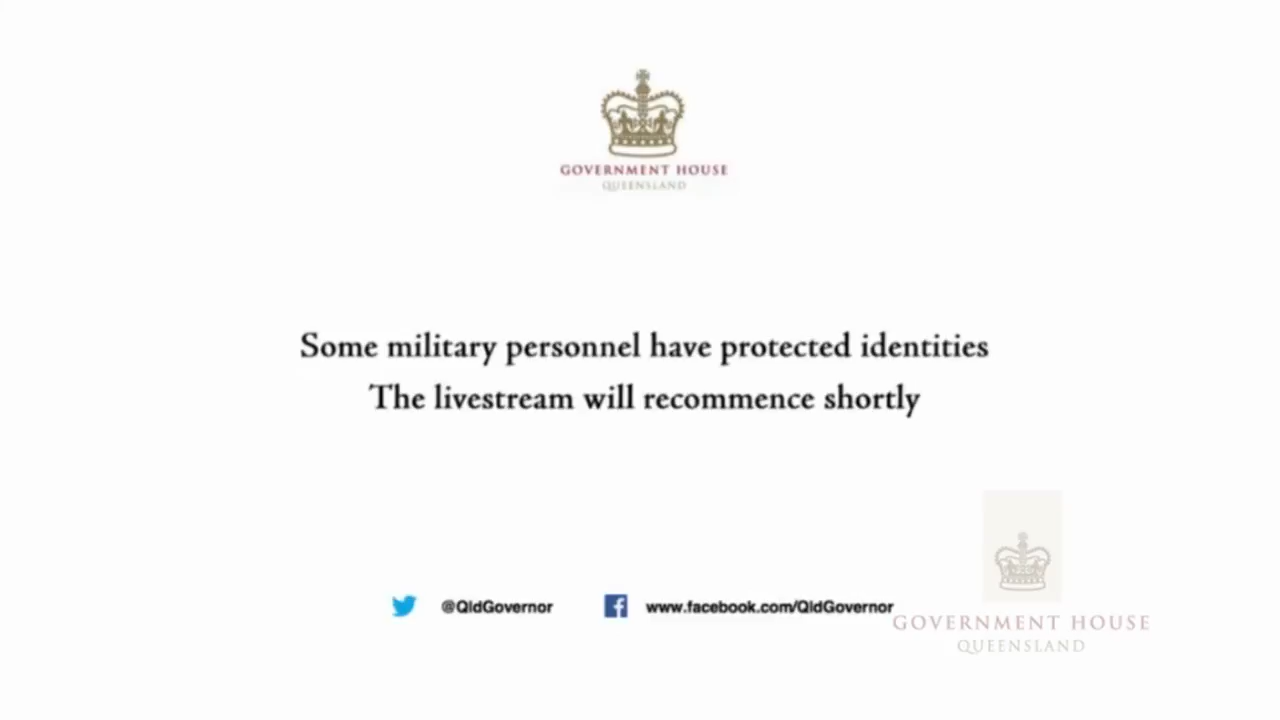 GOVERNMENT HOUSE
QUEENSLAND
Some military personnel have protected identities
The livestream will recommence shortly
@QldGovernor
www.facebook.com/QldGovernor
GOVERNMENT HOUSE
QUEENSLAND